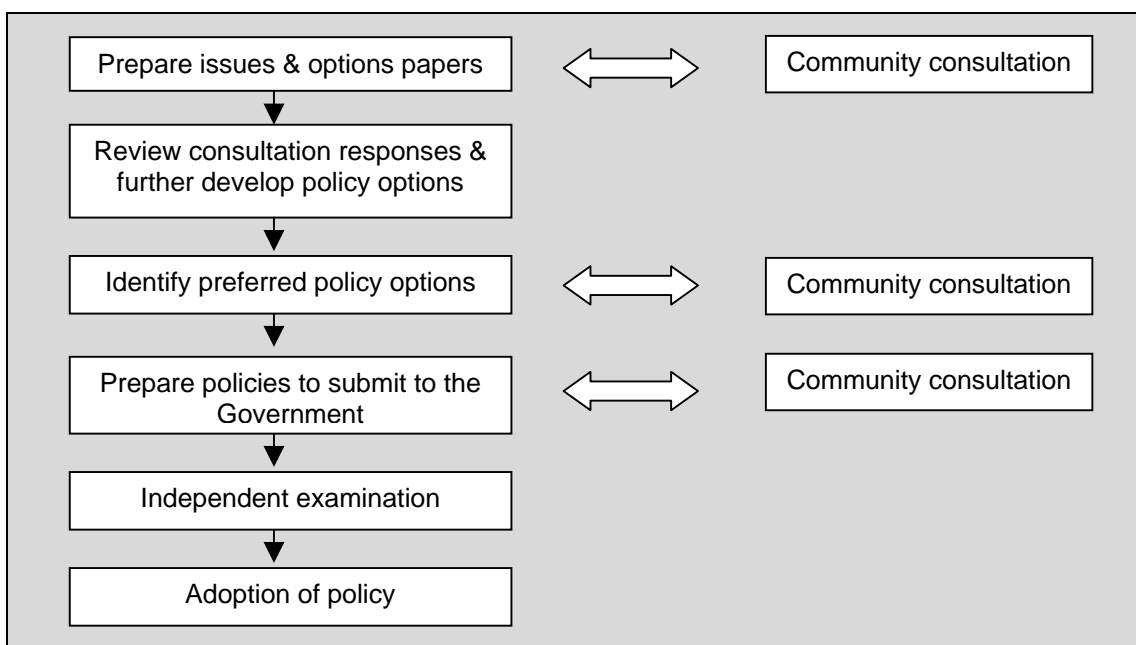 Prepare issues & options papers
Community consultation
Review consultation responses &
further develop policy options
Identify preferred policy options
Community consultation
Prepare policies to submit to the
Government
Community consultation
Independent examination
Adoption of policy